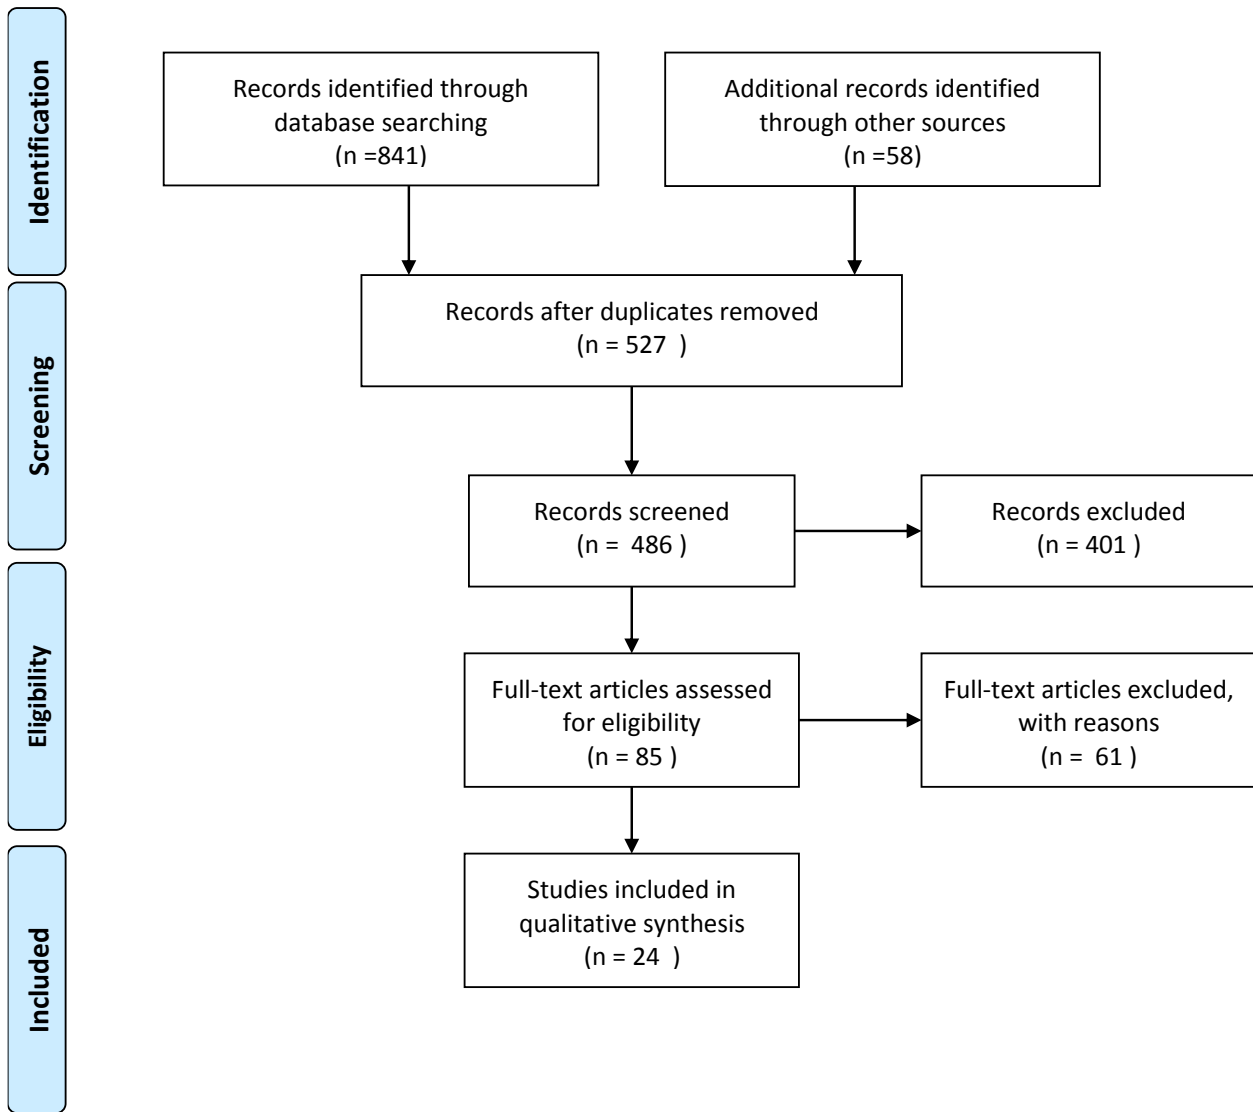 Identification
Records identified through
database searching
(n =841)
Additional records identified
through other sources
(n =58)
Screening
Records after duplicates removed
(n = 527  )
Records screened
(n =  486 )
Records excluded
(n = 401 )
Eligibility
Full-text articles assessed
for eligibility
(n = 85 )
Full-text articles excluded,
with reasons
(n =  61 )
Included
Studies included in
qualitative synthesis
(n = 24  )